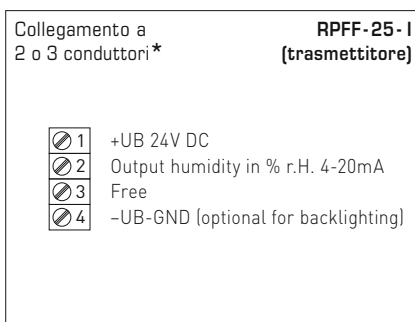 Collegamento a
2 o 3 conduttori*
RPFF-25-I
(trasmettitore)
1 +UB 24V DC
2 Output humidity in % r.H. 4-20mA
3 Free
4 –UB-GND (optional for backlighting)